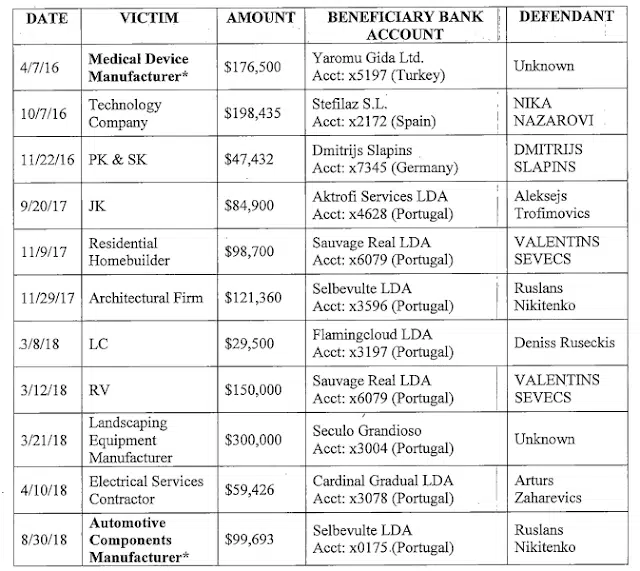 DATE VICTIM AMOUNT BENEFICIARY BANK ACCOUNT DEFENDANT
4/7/16 Medical Device Manufacturer* $176,500 Yaromu Gida Ltd. Acct: x5197 (Turkey) Unknown
10/7/16 Technology Company $198,435 Stefilaz S.L. Acct: x2172 (Spain) NIKA NAZAROVI
11/22/16 PK & SK $47,432 Dmitrijs Slapins Acct: x7345 (Germany) DMITRIJS SLAPINS
9/20/17 JK $84,900 Aktrofi Services LDA Acct: x4628 (Portugal) Aleksejs Trofimovics
11/9/17 Residential Homebuilder $98,700 Sauvage Real LDA Acct: x6079 (Portugal) VALENTINS SEVECS
11/29/17 Architectural Firm $121,360 Selbevulte LDA Acct: x3596 (Portugal) Ruslans Nikitenko
3/8/18 LC $29,500 Flamingcloud LDA Acct: x3197 (Portugal) Deniss Ruseckis
3/12/18 RV $150,000 Sauvage Real LDA Acct: x6079 (Portugal) VALENTINS SEVECS
3/21/18 Landscaping Equipment Manufacturer $300,000 Seculo Grandioso Acct: x3004 (Portugal) Unknown
4/10/18 Electrical Services Contractor $59,426 Cardinal Gradual LDA Acct: x3078 (Portugal) Arturs Zaharevics
8/30/18 Automotive Components Manufacturer* $99,693 Selbevulte LDA Acct: x0175 (Portugal) Ruslans Nikitenko